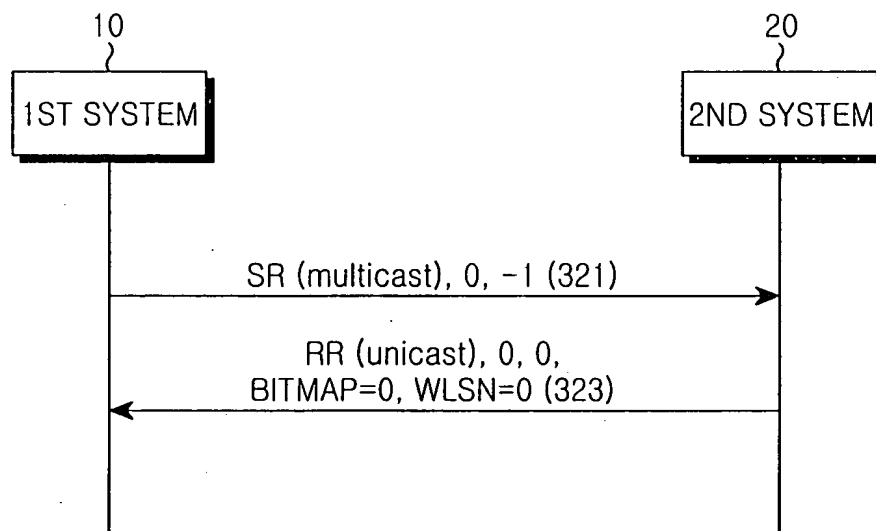 10
20
1ST SYSTEM
2ND SYSTEM
SR (multicast), 0, -1 (321)
RR (unicast), 0, 0,
BITMAP=0, WLSN=0 (323)